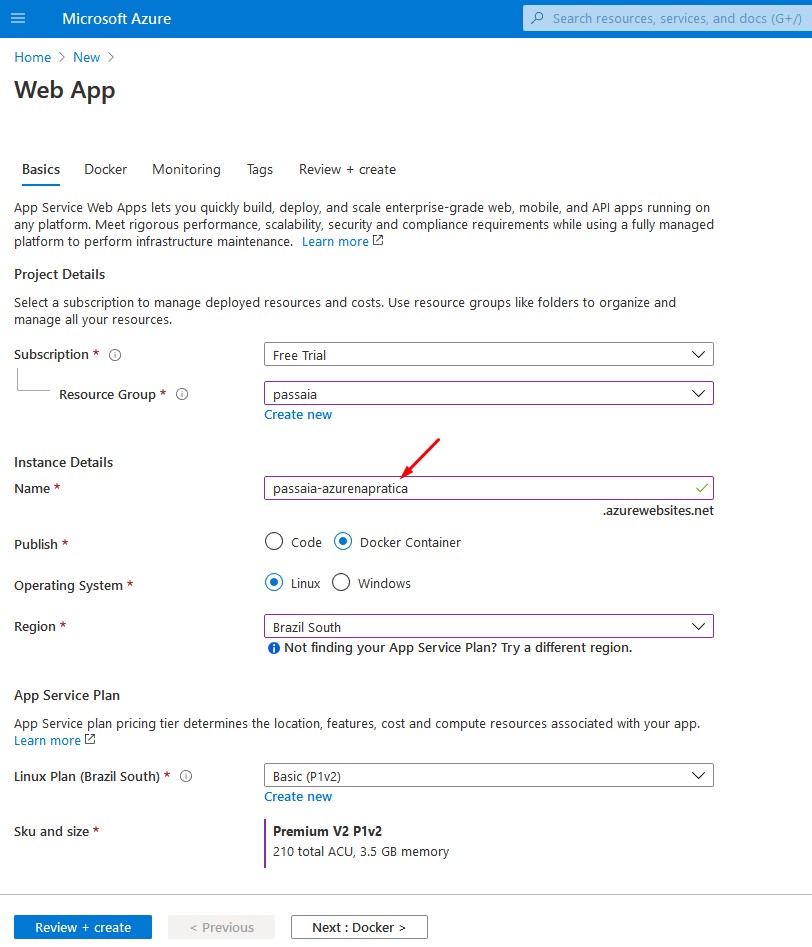 Microsoft Azure
Search resources, services, and docs (G+/)
Home > New >
Web App
Basics Docker Monitoring Tags Review + create
App Service Web Apps lets you quickly build, deploy, and scale enterprise-grade web, mobile, and API apps running on
any platform. Meet rigorous performance, scalability, security and compliance requirements while using a fully managed
platform to perform infrastructure maintenance. Learn more
Project Details
Select a subscription to manage deployed resources and costs. Use resource groups like folders to organize and
manage all your resources.
Subscription * Free Trial
Resource Group * passaia
Create new
Instance Details
Name * passaia-azurenapratica
.azurewebsites.net
Publish * Code Docker Container
Operating System * Linux Windows
Region * Brazil South
Not finding your App Service Plan? Try a different region.
App Service Plan
App Service plan pricing tier determines the location, features, cost and compute resources associated with your app.
Learn more
Linux Plan (Brazil South) * Basic (P1v2)
Create new
Sku and size * Premium V2 P1v2
210 total ACU, 3.5 GB memory
Review + create < Previous Next : Docker >